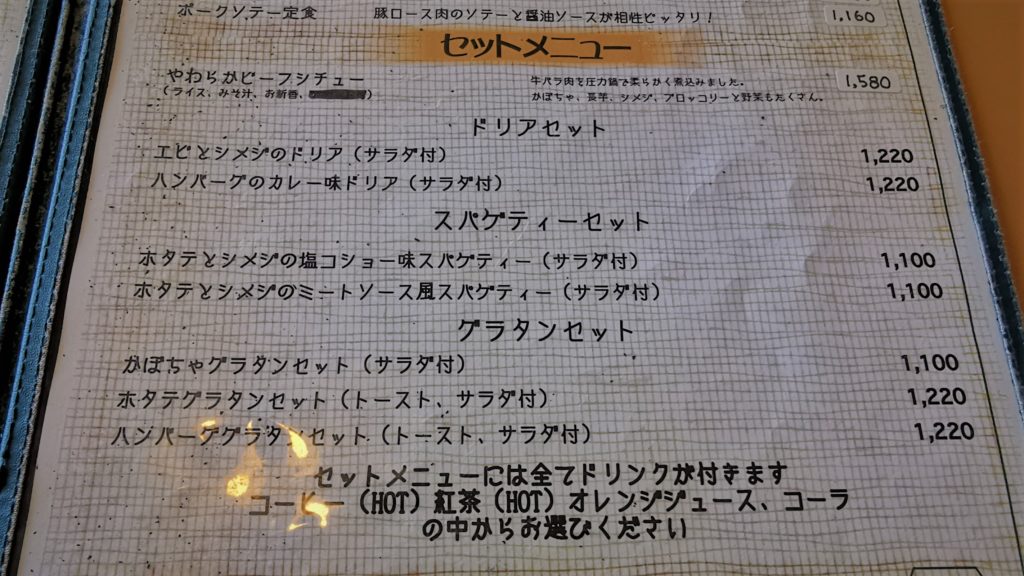 ポークソテー定食 豚ロース肉のソテーと醤油ソースが相性ピッタリ! 1,160
セットメニュー
やわらかビーフシチュー 牛バラ肉を圧力鍋で柔らかく煮込みました。 1,580
(ライス、みそ汁、お新香、 ) かぼちゃ、長芋、シメジ、ブロッコリーと野菜もたくさん。
ドリアセット
エビとシメジのドリア(サラダ付) 1,220
ハンバーグのカレー味ドリア(サラダ付) 1,220
スパゲティーセット
ホタテとシメジの塩コショー味スパゲティー(サラダ付) 1,100
ホタテとシメジのミートソース風スパゲティー(サラダ付) 1,100
グラタンセット
かぼちゃグラタンセット(サラダ付) 1,100
ホタテグラタンセット(トースト、サラダ付) 1,220
ハンバーググラタンセット(トースト、サラダ付) 1,220
セットメニューには全てドリンクが付きます
コーヒー(HOT)紅茶(HOT)オレンジジュース、コーラ
の中からお選びください